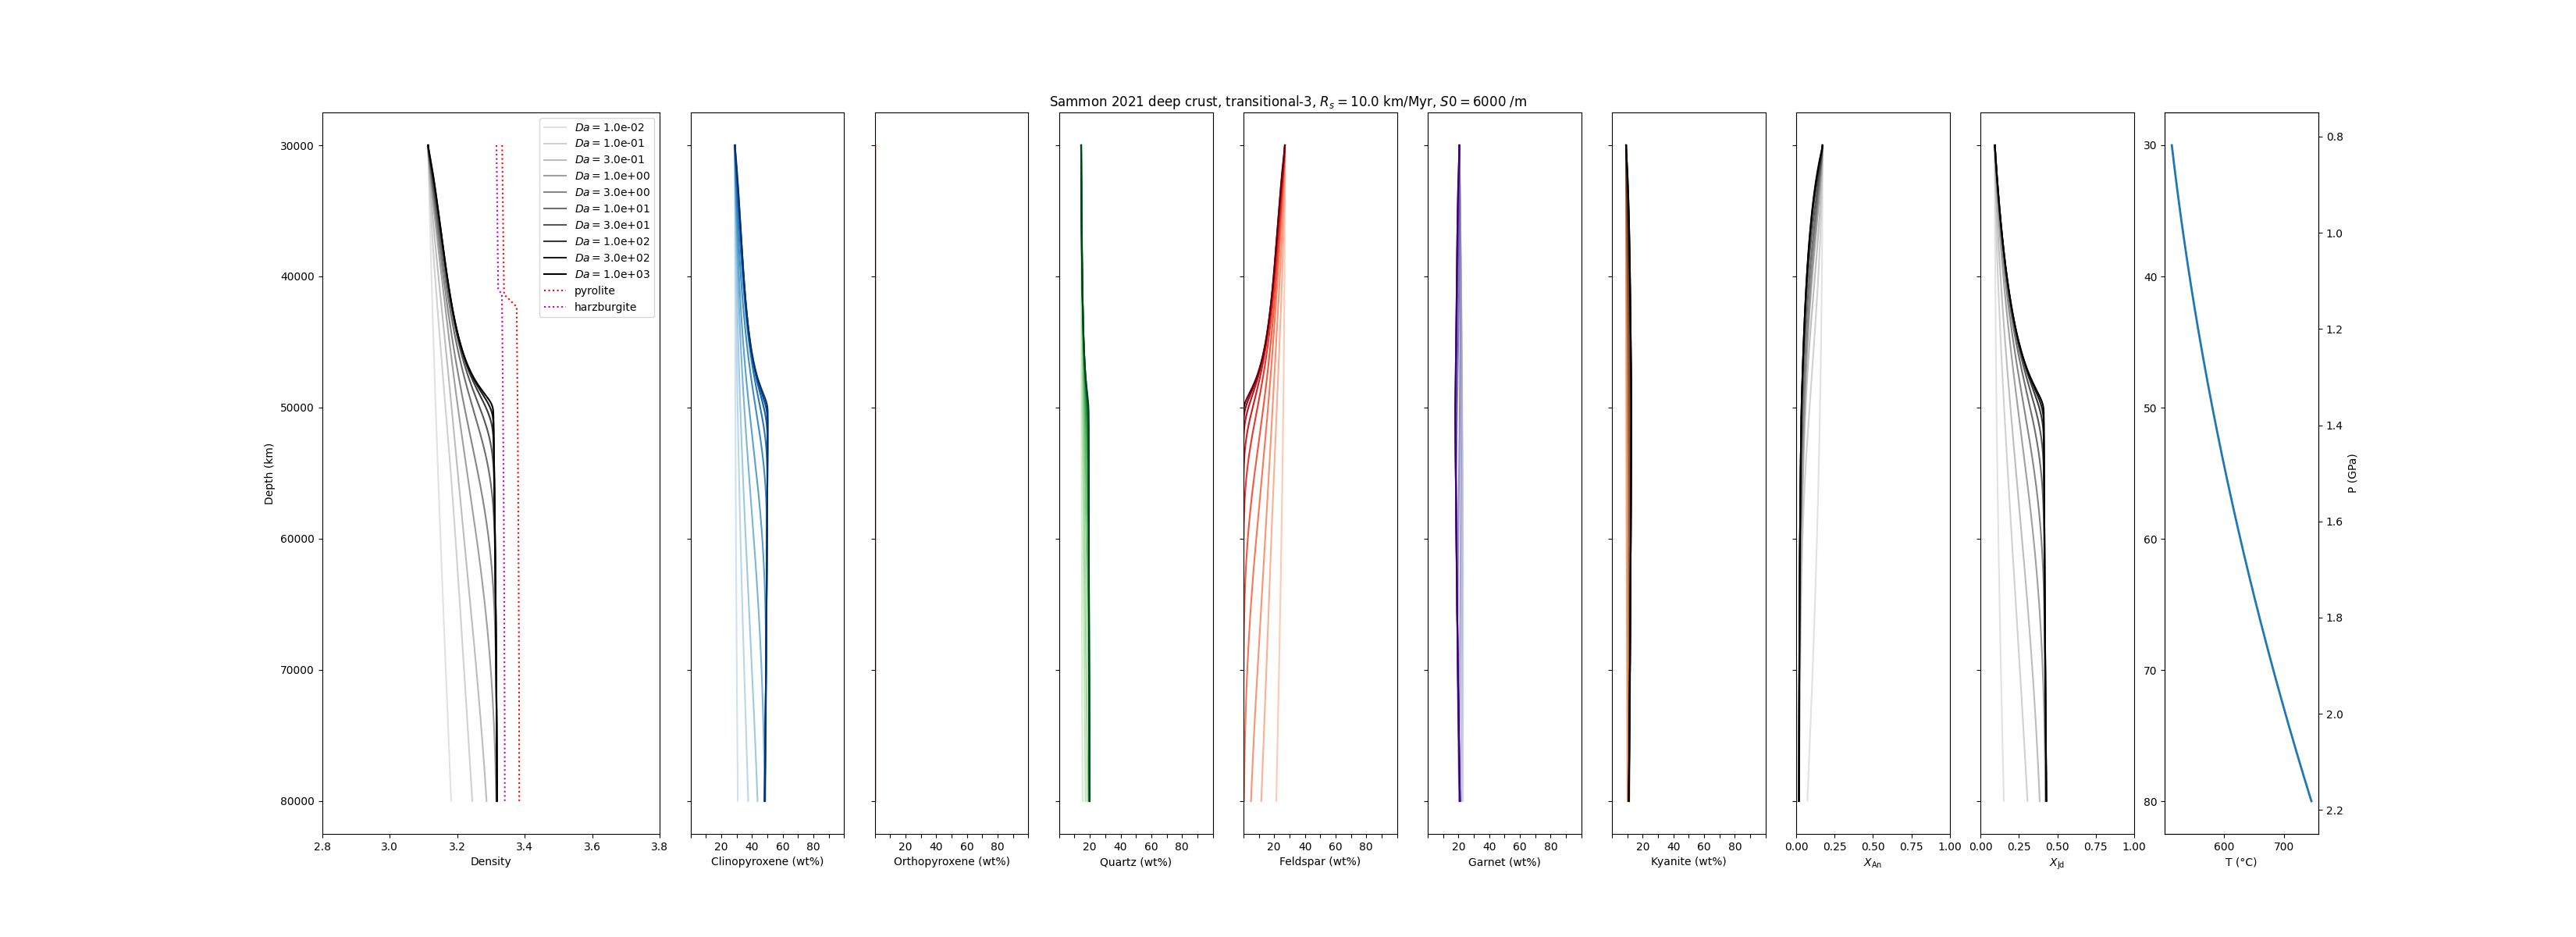 Sammon 2021 deep crust, transitional-3, Rₛ = 10.0 km/Myr, S0 = 6000 /m
Depth (km)
30000
40000
50000
60000
70000
80000
Da = 1.0e-02
Da = 1.0e-01
Da = 3.0e-01
Da = 1.0e+00
Da = 3.0e+00
Da = 1.0e+01
Da = 3.0e+01
Da = 1.0e+02
Da = 3.0e+02
Da = 1.0e+03
pyrolite
harzburgite
2.8 3.0 3.2 3.4 3.6 3.8
Density
20 40 60 80
Clinopyroxene (wt%)
20 40 60 80
Orthopyroxene (wt%)
20 40 60 80
Quartz (wt%)
20 40 60 80
Feldspar (wt%)
20 40 60 80
Garnet (wt%)
20 40 60 80
Kyanite (wt%)
0.00 0.25 0.50 0.75 1.00
X_An
0.00 0.25 0.50 0.75 1.00
X_Jd
30
40
50
60
70
80
600 700
T (°C)
0.8
1.0
1.2
1.4
1.6
1.8
2.0
2.2
P (GPa)